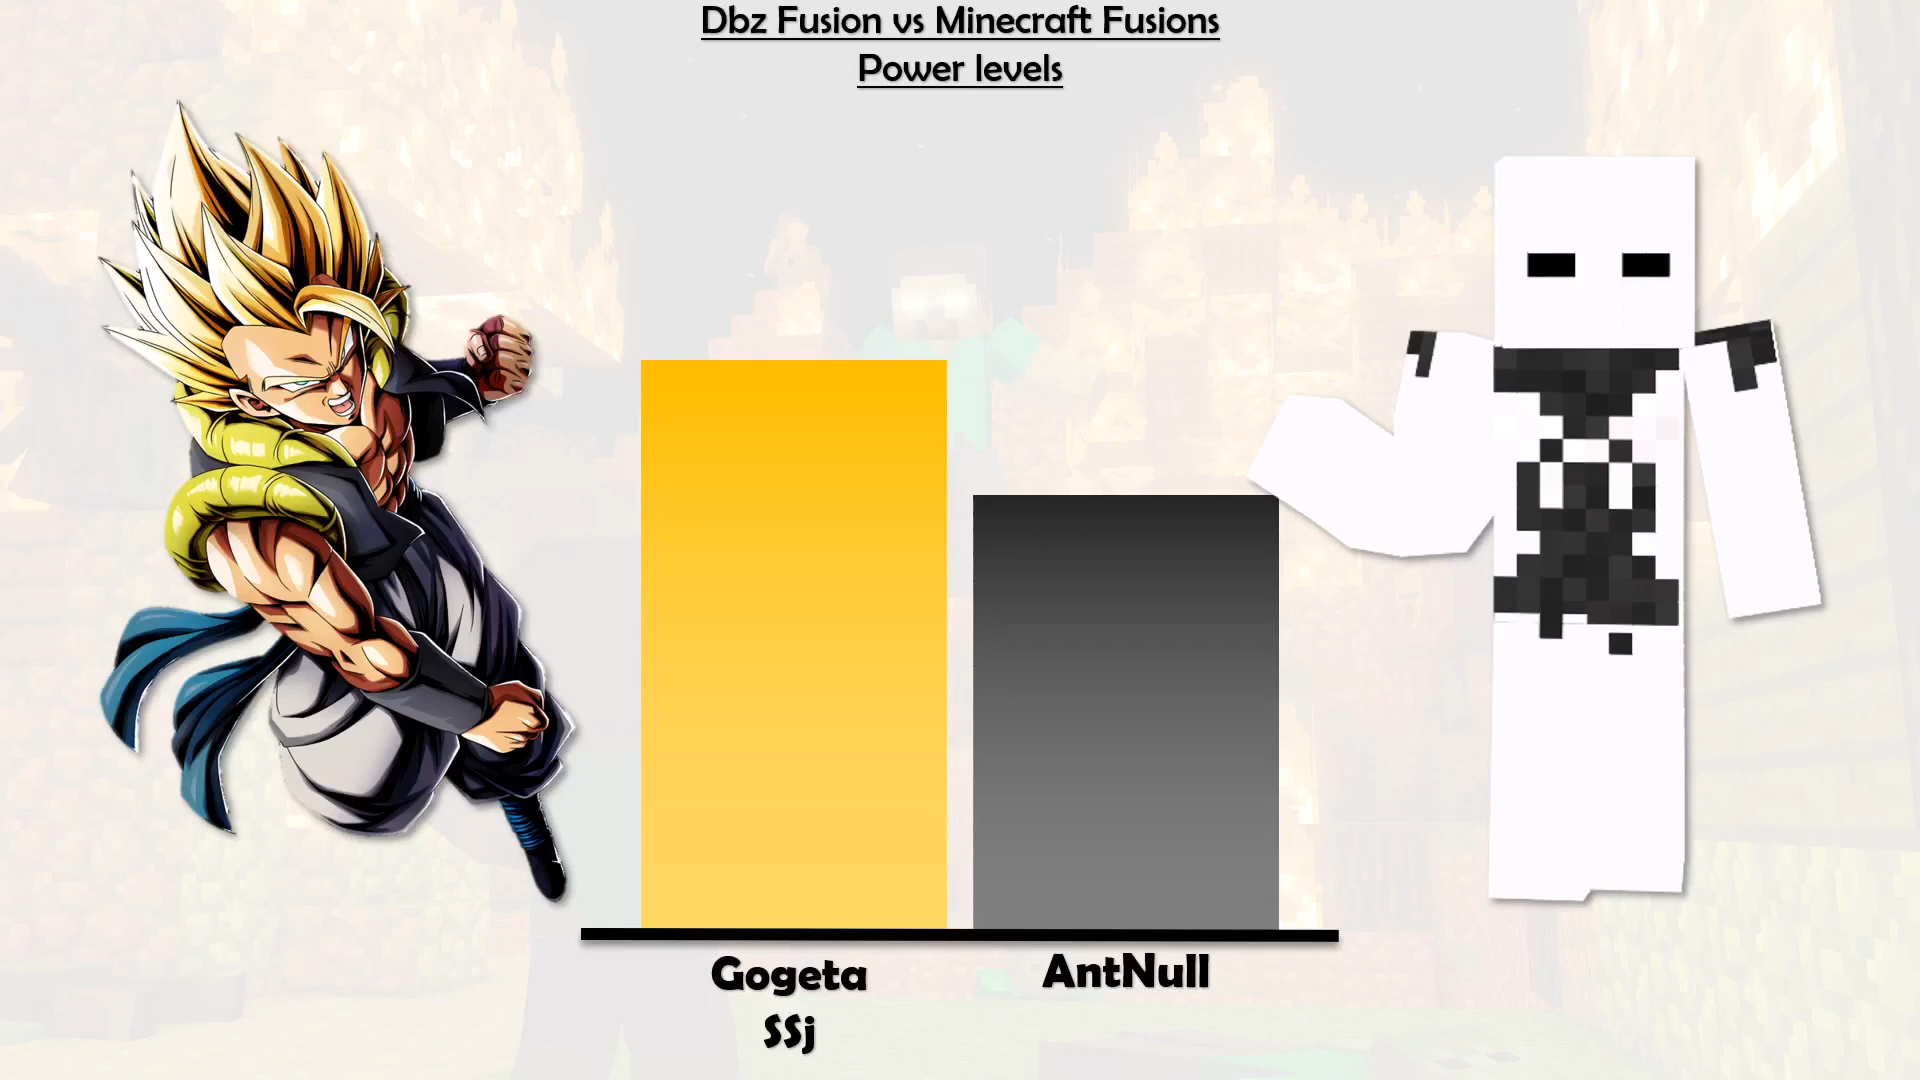 Dbz Fusion vs Minecraft Fusions
Power levels
Gogeta
SSj
AntNull